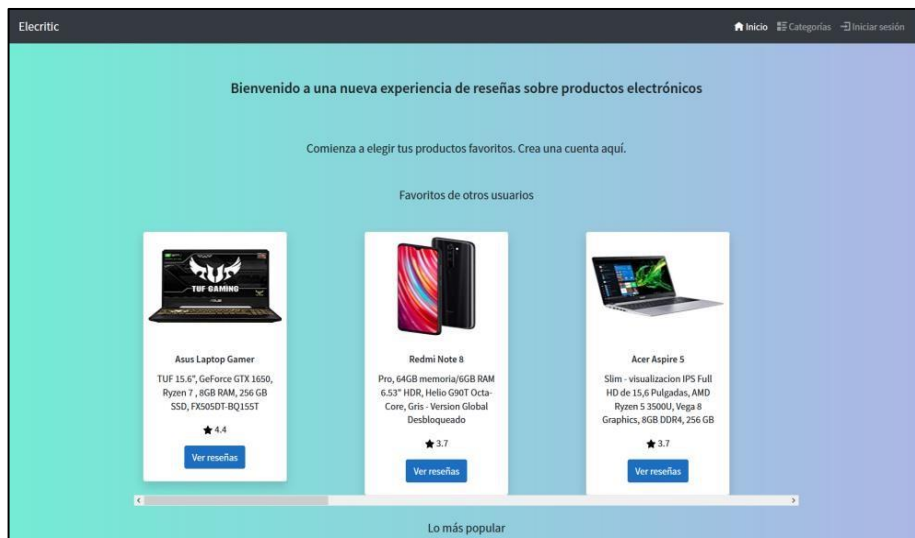 Elecritic
Inicio Categorías Iniciar sesión
Bienvenido a una nueva experiencia de reseñas sobre productos electrónicos
Comienza a elegir tus productos favoritos. Crea una cuenta aquí.
Favoritos de otros usuarios
TUF GAMING
Asus Laptop Gamer
TUF 15.6", GeForce GTX 1650,
Ryzen 7 , 8GB RAM, 256 GB
SSD, FX505DT-BQ155T
4.4
Ver reseñas
Redmi Note 8
Pro, 64GB memoria/6GB RAM
6.53" HDR, Helio G90T Octa-
Core, Gris - Version Global
Desbloqueado
3.7
Ver reseñas
Acer Aspire 5
Slim - visualizacion IPS Full
HD de 15,6 Pulgadas, AMD
Ryzen 5 3500U, Vega 8
Graphics, 8GB DDR4, 256 GB
3.7
Ver reseñas
Lo más popular